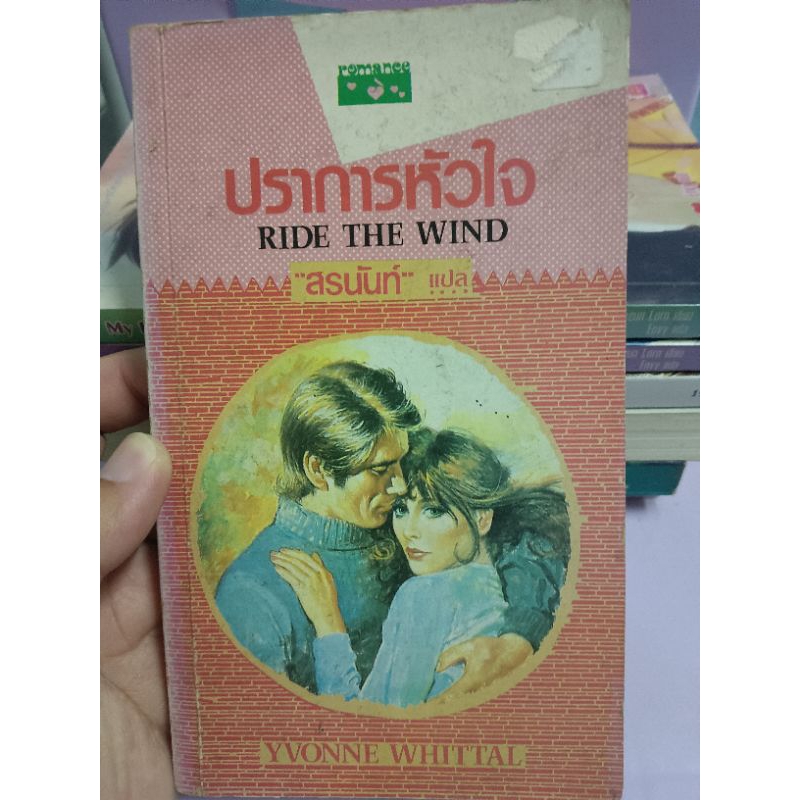 romance
ปราการหัวใจ
RIDE THE WIND
"สรนันท์" แปล
My
YVONNE WHITTAL